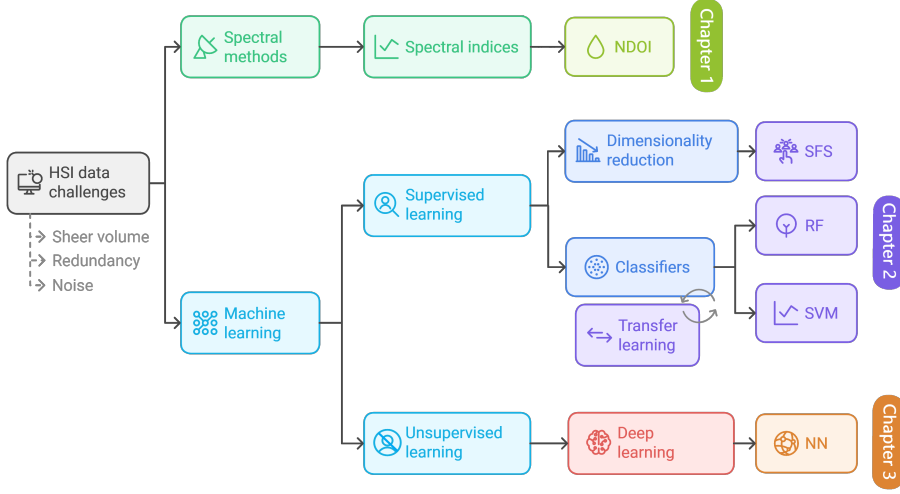 Spectral
methods
Spectral indices
NDOI
Chapter 1
HSI data
challenges
Sheer volume
Redundancy
Noise
Dimensionality
reduction
SFS
Supervised
learning
RF
Classifiers
SVM
Transfer
learning
Chapter 2
Machine
learning
Unsupervised
learning
Deep
learning
NN
Chapter 3